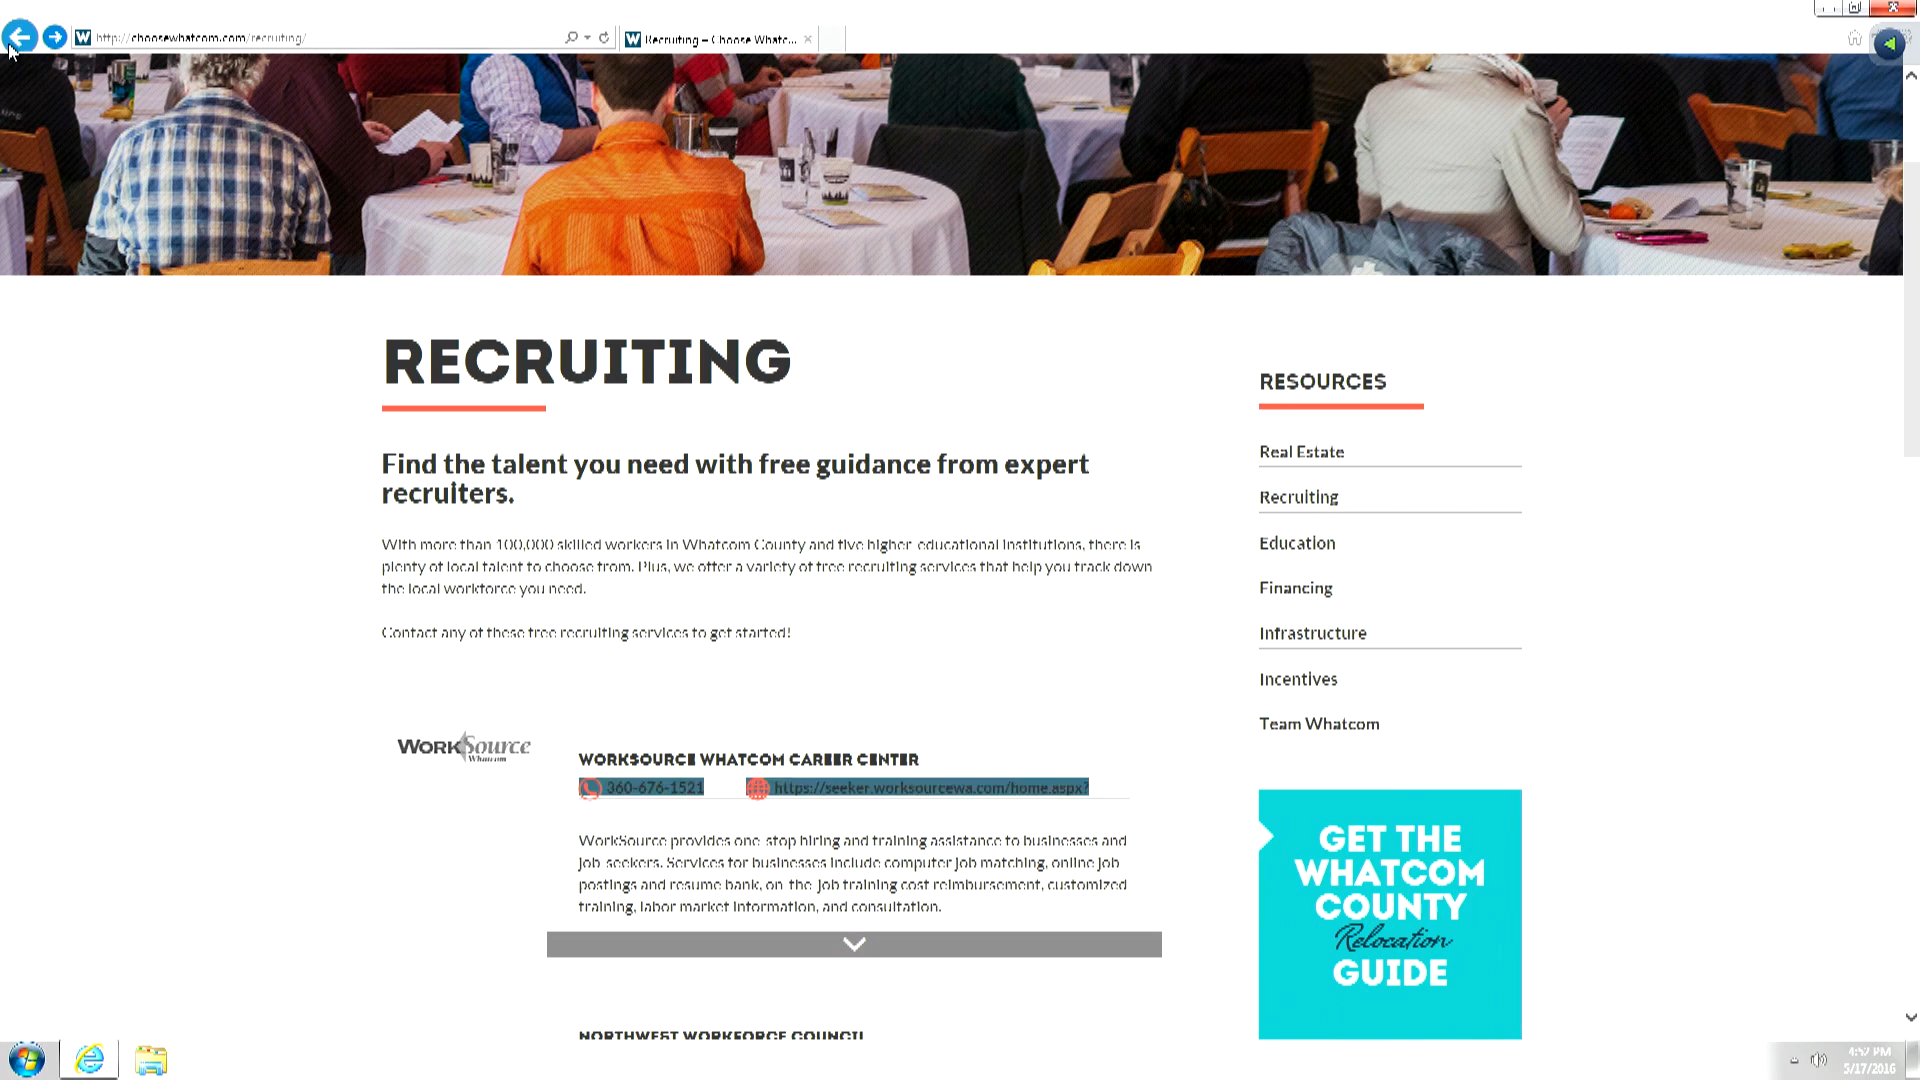 http://choosewhatcom.com/recruiting/
Recruiting – Choose Whatc...
RECRUITING
Find the talent you need with free guidance from expert
recruiters.
With more than 100,000 skilled workers in Whatcom County and five higher-educational institutions, there is
plenty of local talent to choose from. Plus, we offer a variety of free recruiting services that help you track down
the local workforce you need.
Contact any of these free recruiting services to get started!
WorkSource
Whatcom
WORKSOURCE WHATCOM CAREER CENTER
360-676-1521 https://seeker.worksourcewa.com/home.aspx?
WorkSource provides one-stop hiring and training assistance to businesses and
job-seekers. Services for businesses include computer job matching, online job
postings and resume bank, on-the-job training cost reimbursement, customized
training, labor market information, and consultation.
NORTHWEST WORKFORCE COUNCIL
RESOURCES
Real Estate
Recruiting
Education
Financing
Infrastructure
Incentives
Team Whatcom
GET THE
WHATCOM
COUNTY
Relocation
GUIDE
4:52 PM
5/17/2016